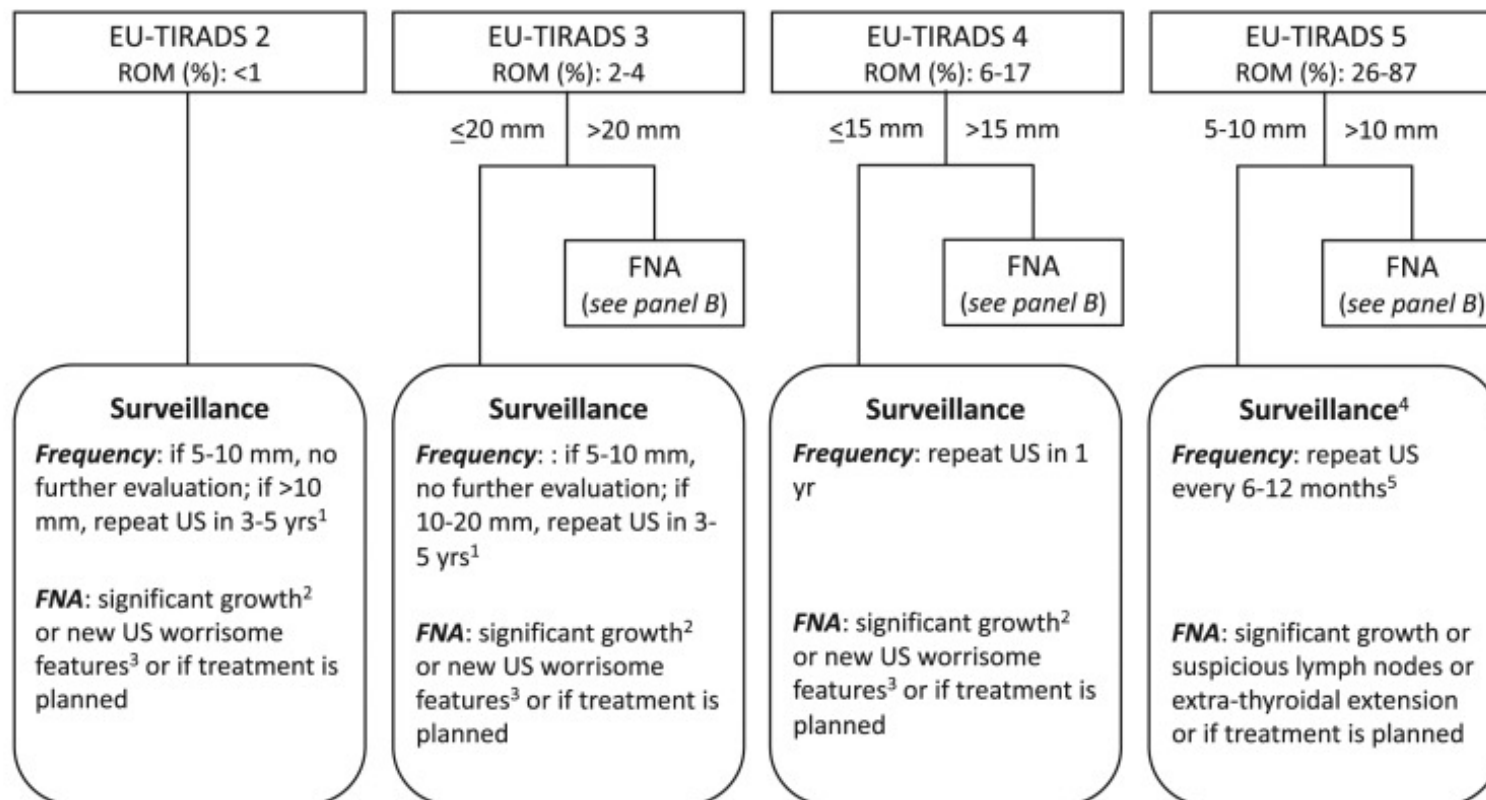 EU-TIRADS 2
ROM (%): <1
EU-TIRADS 3
ROM (%): 2-4
EU-TIRADS 4
ROM (%): 6-17
EU-TIRADS 5
ROM (%): 26-87
≤20 mm
>20 mm
≤15 mm
>15 mm
5-10 mm
>10 mm
FNA
(see panel B)
FNA
(see panel B)
FNA
(see panel B)
Surveillance
Frequency: if 5-10 mm, no
further evaluation; if >10
mm, repeat US in 3-5 yrs¹
FNA: significant growth²
or new US worrisome
features³ or if treatment is
planned
Surveillance
Frequency: : if 5-10 mm,
no further evaluation; if
10-20 mm, repeat US in 3-
5 yrs¹
FNA: significant growth²
or new US worrisome
features³ or if treatment is
planned
Surveillance
Frequency: repeat US in 1
yr
FNA: significant growth²
or new US worrisome
features³ or if treatment is
planned
Surveillance⁴
Frequency: repeat US
every 6-12 months⁵
FNA: significant growth or
suspicious lymph nodes or
extra-thyroidal extension
or if treatment is planned